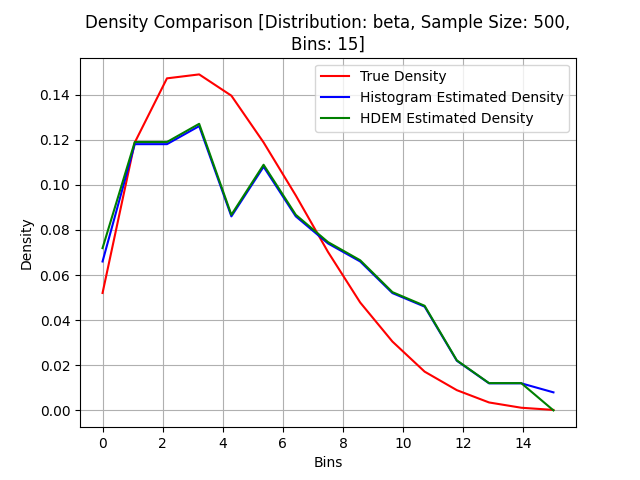 Density Comparison [Distribution: beta, Sample Size: 500,
Bins: 15]
True Density
Histogram Estimated Density
HDEM Estimated Density
Density
0.14
0.12
0.10
0.08
0.06
0.04
0.02
0.00
0 2 4 6 8 10 12 14
Bins